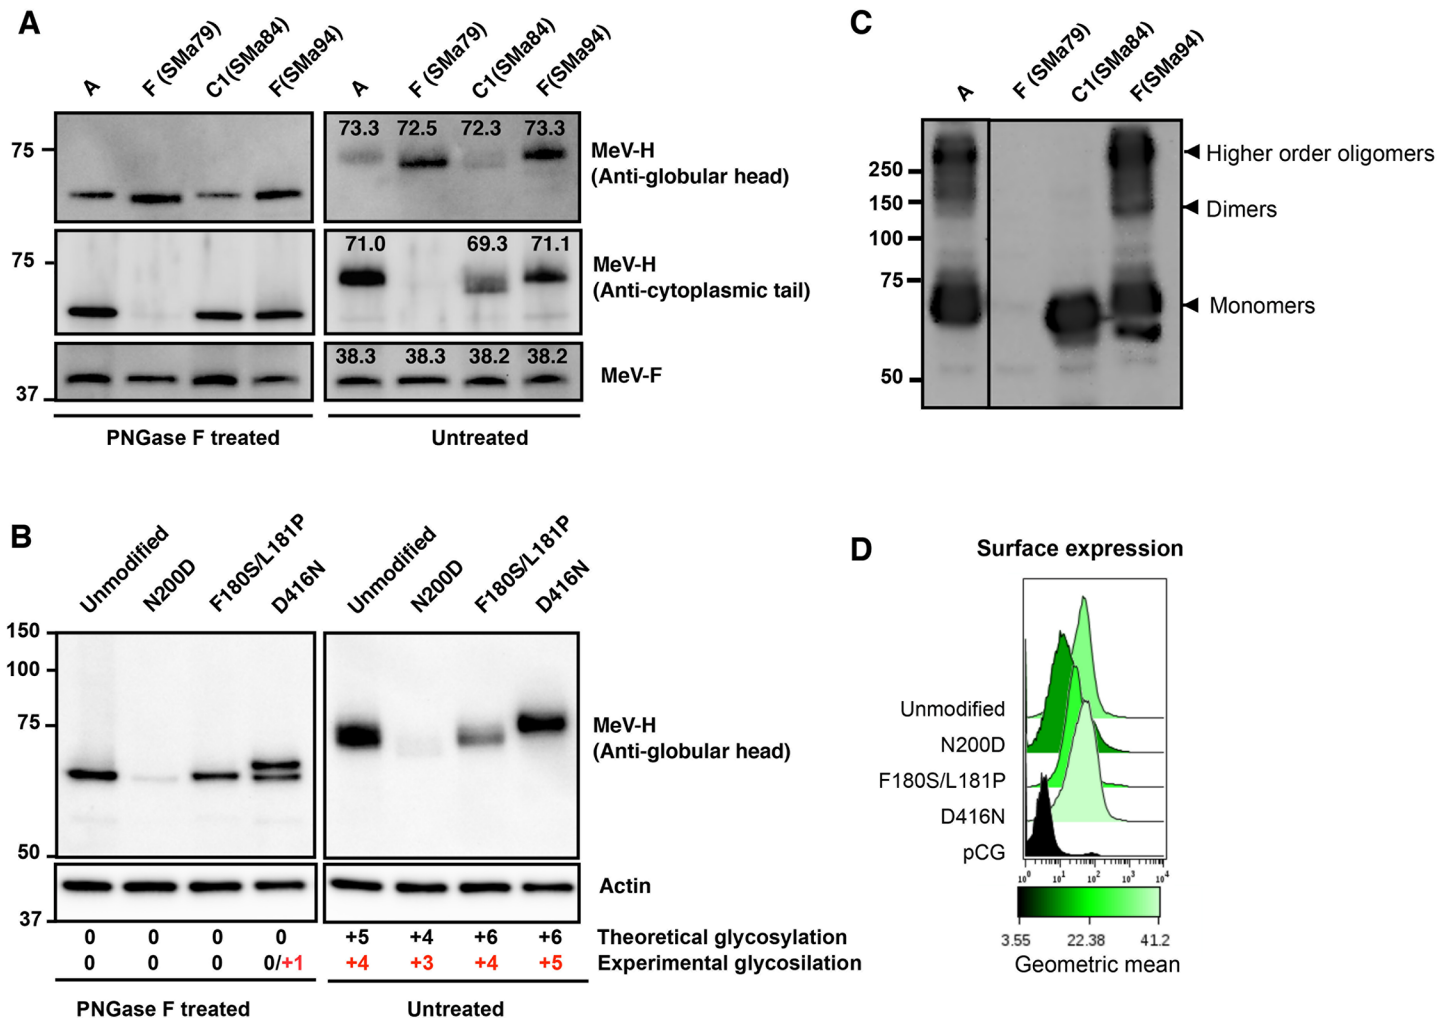 A
A F (SMa79) C1(SMa84) F(SMa94)
A F (SMa79) C1(SMa84) F(SMa94)
75
73.3 72.5 72.3 73.3
MeV-H
(Anti-globular head)
75
71.0 69.3 71.1
MeV-H
(Anti-cytoplasmic tail)
37
38.3 38.3 38.2 38.2
MeV-F
PNGase F treated
Untreated
B
Unmodified N200D F180S/L181P D416N
Unmodified N200D F180S/L181P D416N
150
100
75
50
37
MeV-H
(Anti-globular head)
Actin
0 0 0 0 +5 +4 +6 +6 Theoretical glycosylation
0 0 0 0/+1 +4 +3 +4 +5 Experimental glycosilation
PNGase F treated
Untreated
C
A F (SMa79) C1(SMa84) F(SMa94)
250
150
100
75
50
Higher order oligomers
Dimers
Monomers
D
Surface expression
Unmodified
N200D
F180S/L181P
D416N
pCG
10⁰ 10¹ 10² 10³ 10⁴
3.55 22.38 41.2
Geometric mean